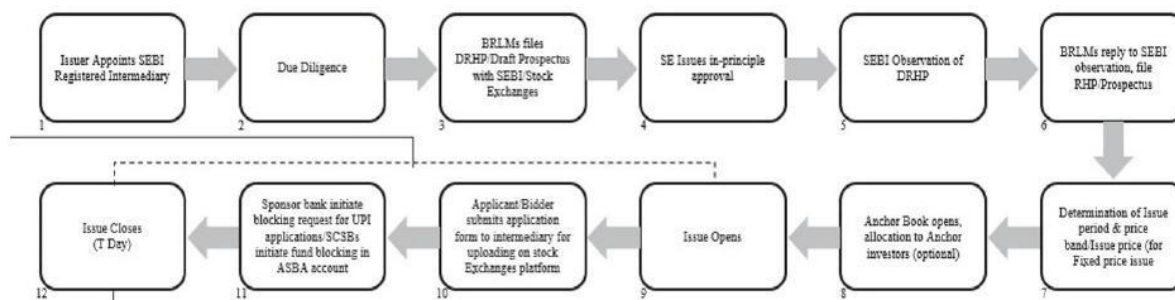 Issuer Appoints SEBI
Registered Intermediary
1
Due Diligence
2
BRLMs files
DRHP/Draft Prospectus
with SEBI/Stock
Exchanges
3
SE Issues in-principle
approval
4
SEBI Observation of
DRHP
5
BRLMs reply to SEBI
observation, file
RHP/Prospectus
6
Determination of Issue
period & price
band/Issue price (for
Fixed price issue
7
Anchor Book opens,
allocation to Anchor
investors (optional)
8
Issue Opens
9
Applicant/Bidder
submits application
form to intermediary for
uploading on stock
Exchanges platform
10
Sponsor bank initiate
blocking request for UPI
applications/SCSBs
initiate fund blocking in
ASBA account
11
Issue Closes
(T Day)
12